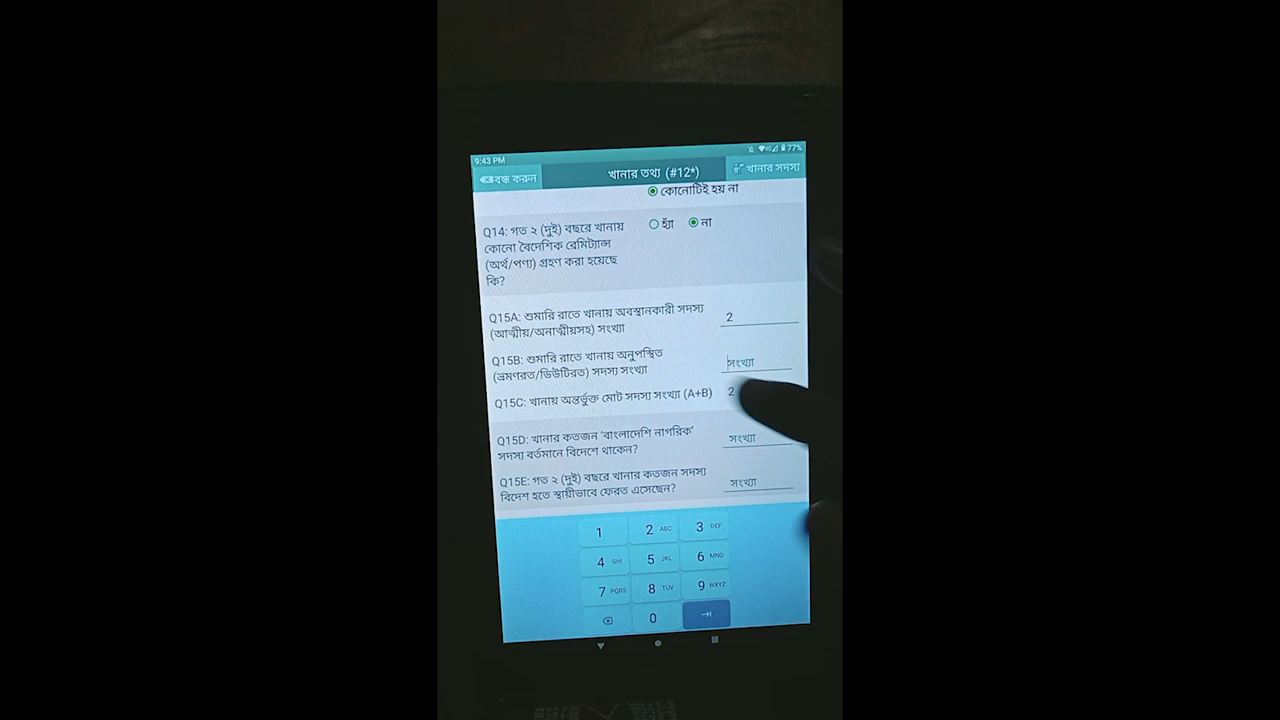 9:43 PM 77%
বন্ধ করুন খানার তথ্য (#12*) খানার সদস্য
কোনোটিই হয় না
Q14: গত ২ (দুই) বছরে খানায় হ্যাঁ না
কোনো বৈদেশিক রেমিট্যান্স
(অর্থ/পণ্য) গ্রহণ করা হয়েছে
কি?
Q15A: শুমারি রাতে খানায় অবস্থানকারী সদস্য 2
(আত্মীয়/অনাত্মীয়সহ) সংখ্যা
Q15B: শুমারি রাতে খানায় অনুপস্থিত সংখ্যা
(ভ্রমণরত/ডিউটিরত) সদস্য সংখ্যা
Q15C: খানায় অন্তর্ভুক্ত মোট সদস্য সংখ্যা (A+B) 2
Q15D: খানার কতজন ‘বাংলাদেশি নাগরিক’ সংখ্যা
সদস্য বর্তমানে বিদেশে থাকেন?
Q15E: গত ২ (দুই) বছরে খানার কতজন সদস্য সংখ্যা
বিদেশ হতে স্থায়ীভাবে ফেরত এসেছেন?
1 2 ABC 3 DEF
4 GHI 5 JKL 6 MNO
7 PQRS 8 TUV 9 WXYZ
0